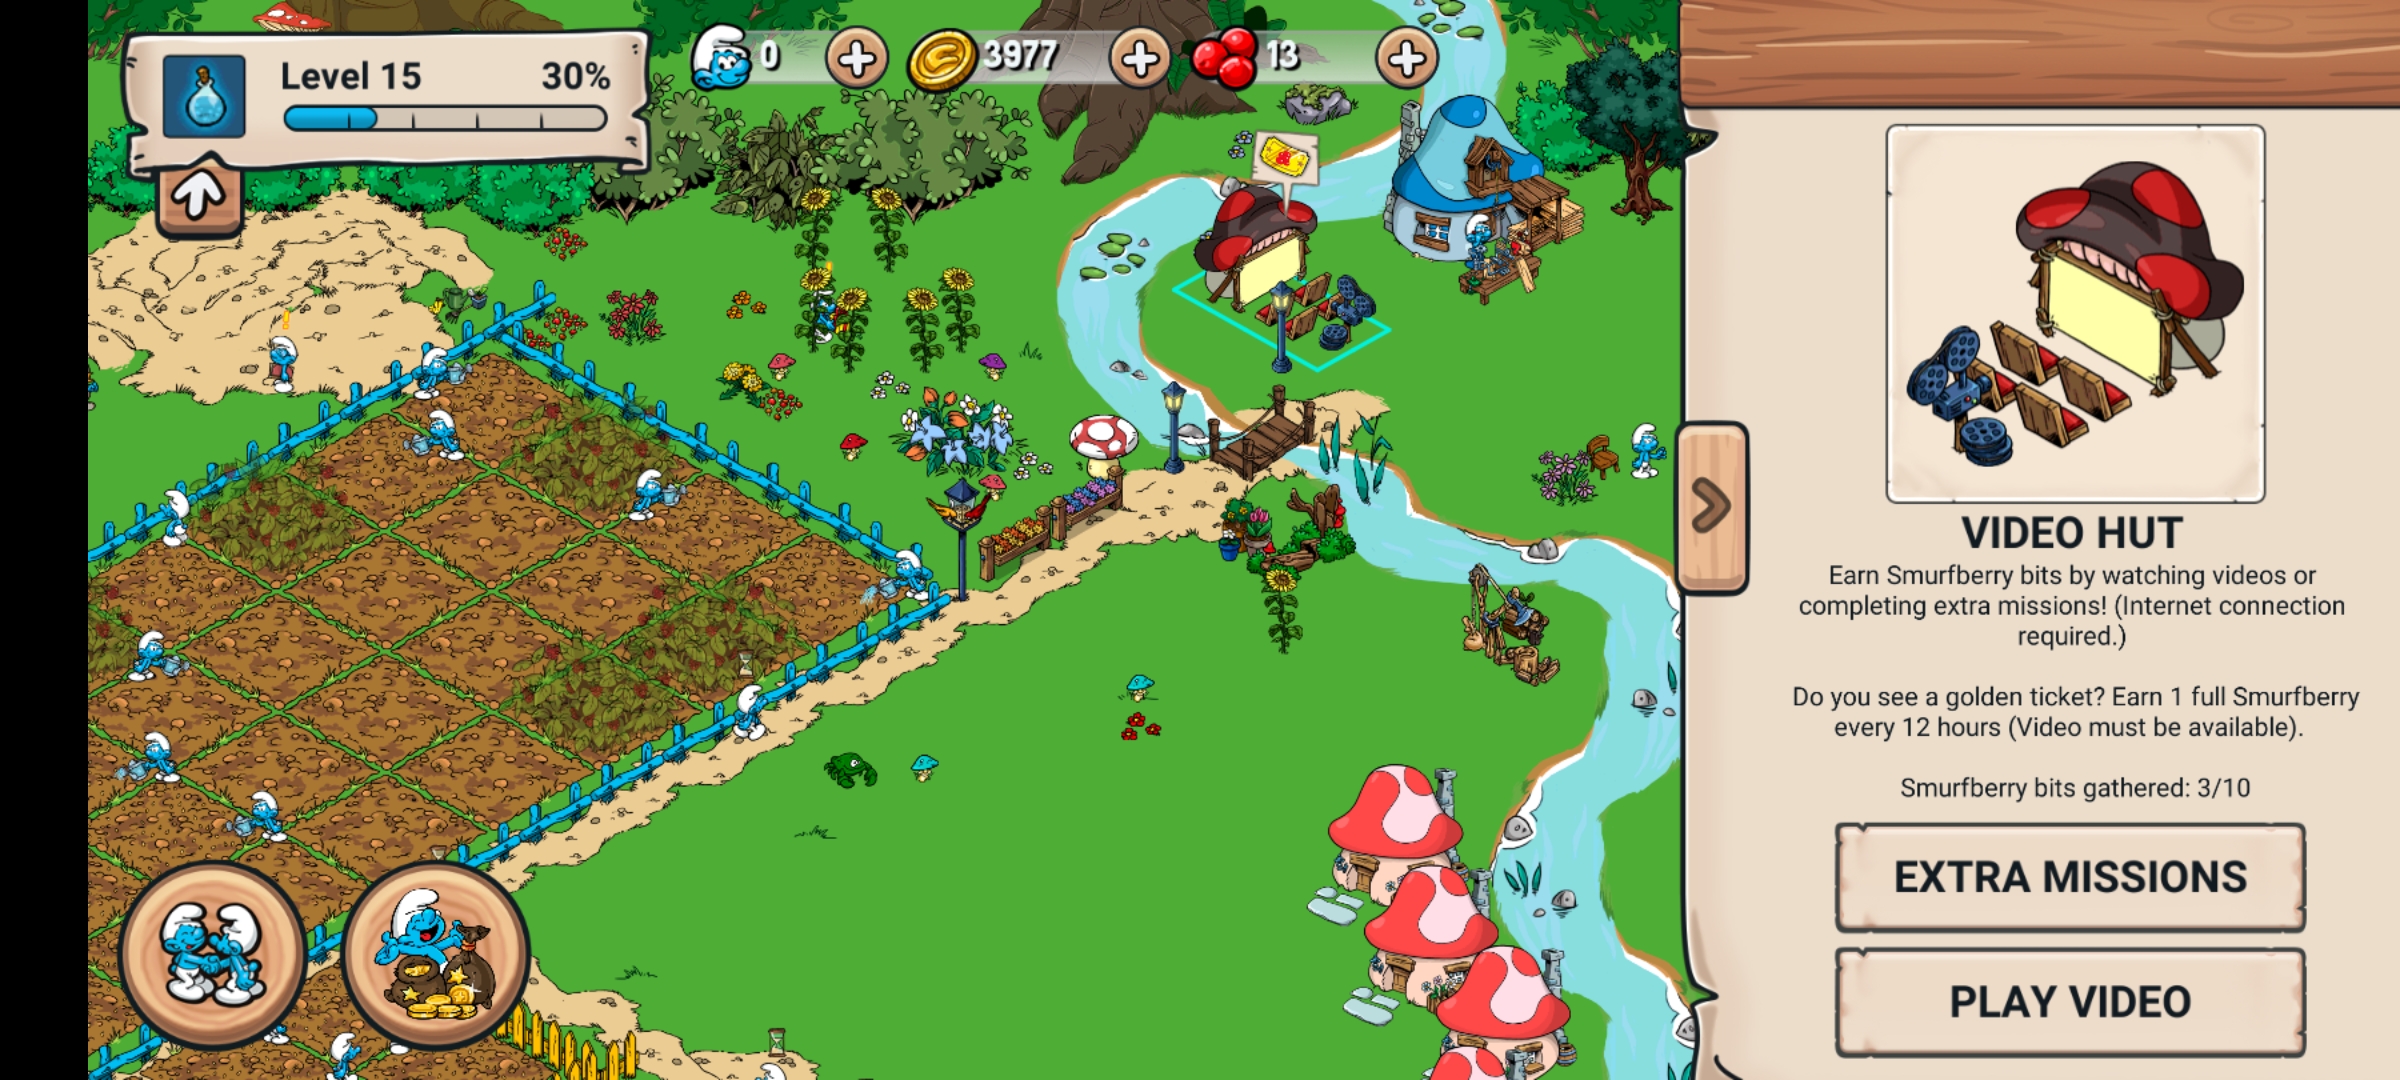 Level 15
30%
0
3977
13
VIDEO HUT
Earn Smurfberry bits by watching videos or
completing extra missions! (Internet connection
required.)
Do you see a golden ticket? Earn 1 full Smurfberry
every 12 hours (Video must be available).
Smurfberry bits gathered: 3/10
EXTRA MISSIONS
PLAY VIDEO